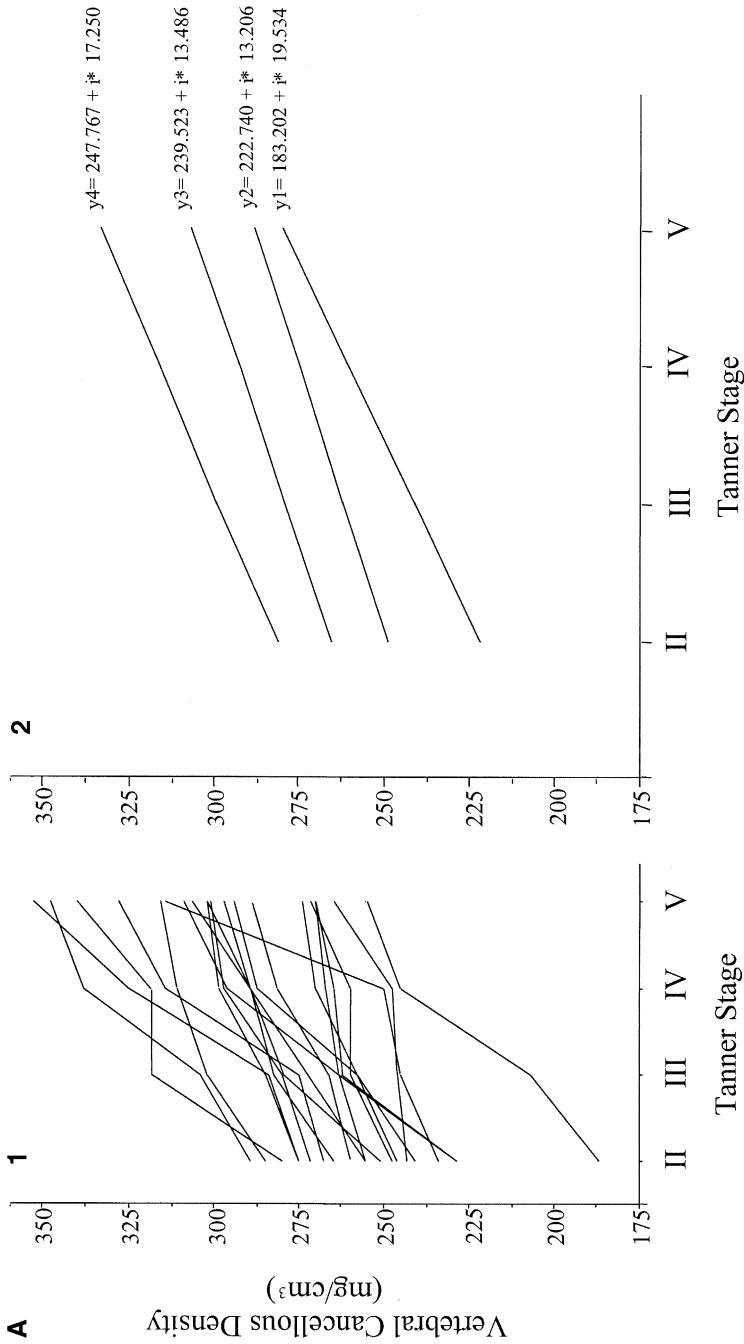 A
1
Vertebral Cancellous Density
(mg/cm³)
350
325
300
275
250
225
200
175
II III IV V
Tanner Stage
2
350
325
300
275
250
225
200
175
II III IV V
Tanner Stage
y4= 247.767 + i* 17.250
y3= 239.523 + i* 13.486
y2= 222.740 + i* 13.206
y1= 183.202 + i* 19.534